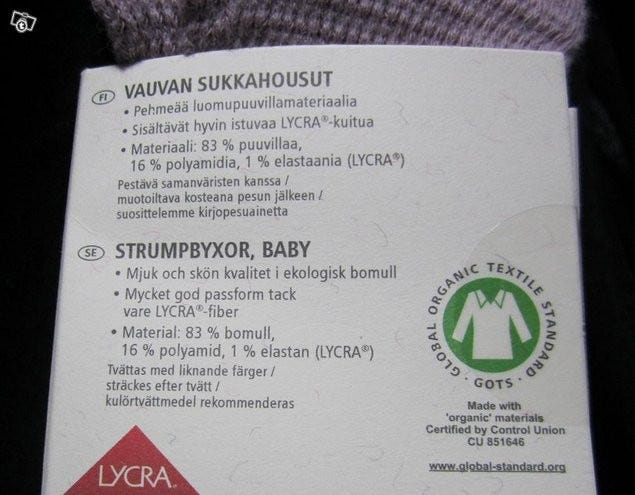 FI VAUVAN SUKKAHOUSUT
• Pehmeää luomupuuvillamateriaalia
• Sisältävät hyvin istuvaa LYCRA®-kuitua
• Materiaali: 83 % puuvillaa,
16 % polyamidia, 1 % elastaania (LYCRA®)
Pestävä samanväristen kanssa /
muotoiltava kosteana pesun jälkeen /
suosittelemme kirjopesuainetta
SE STRUMPBYXOR, BABY
• Mjuk och skön kvalitet i ekologisk bomull
• Mycket god passform tack
vare LYCRA®-fiber
• Material: 83 % bomull,
16 % polyamid, 1 % elastan (LYCRA®)
Tvättas med liknande färger /
sträckes efter tvätt /
kulörtvättmedel rekommenderas
GLOBAL ORGANIC TEXTILE STANDARD
· GOTS ·
Made with
'organic' materials
Certified by Control Union
CU 851646
www.global-standard.org
LYCRA®